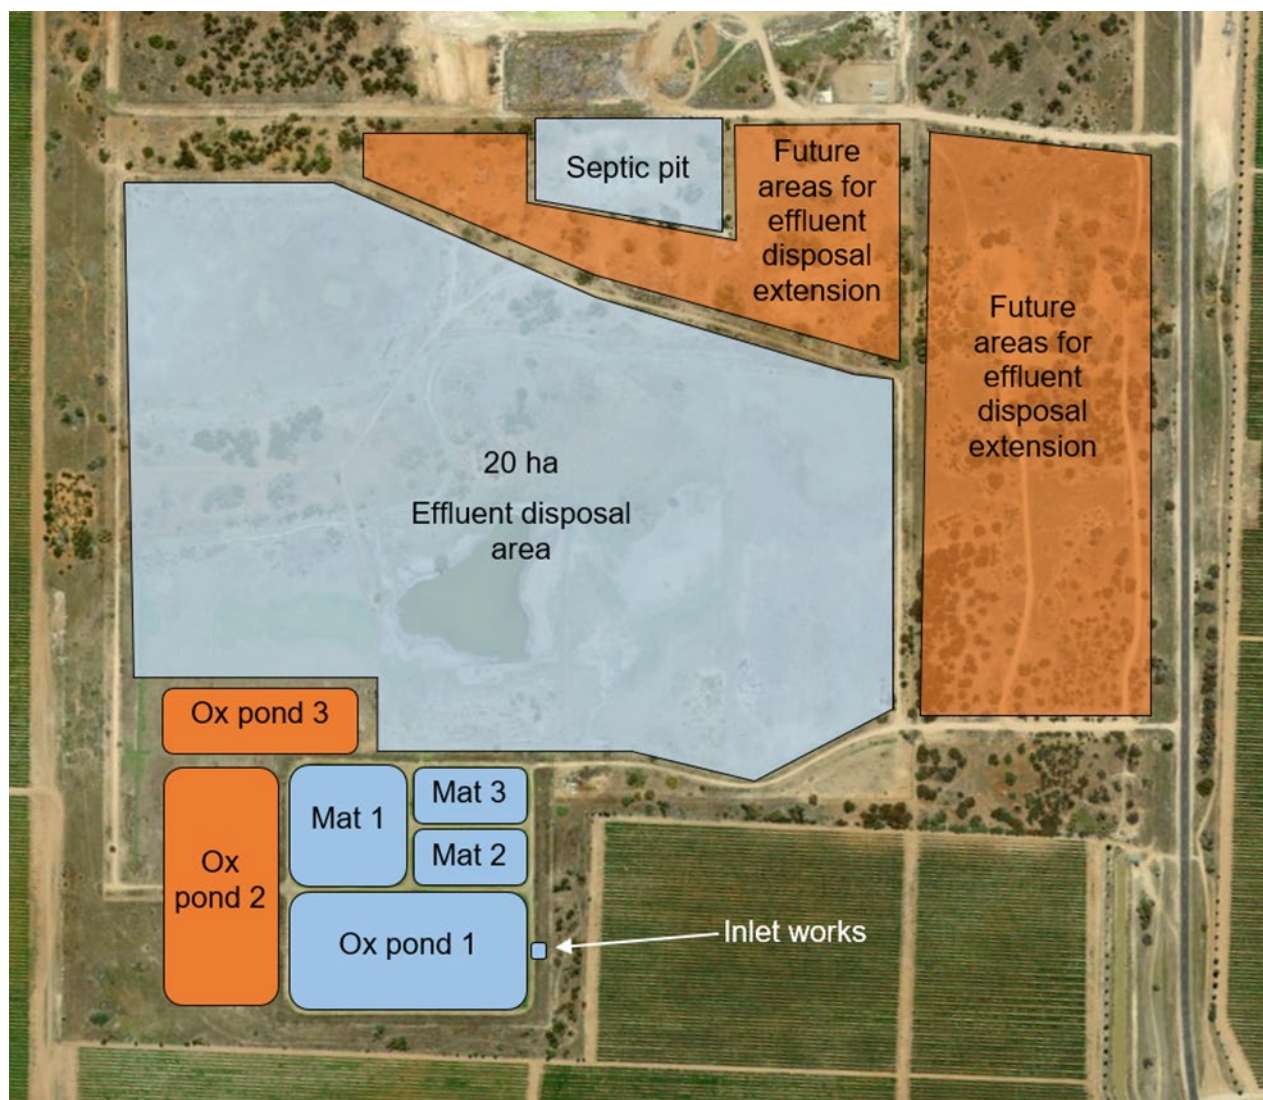 Septic pit
Future
areas for
effluent
disposal
extension
Future
areas for
effluent
disposal
extension
20 ha
Effluent disposal
area
Ox pond 3
Mat 1
Mat 3
Mat 2
Ox
pond 2
Ox pond 1
Inlet works